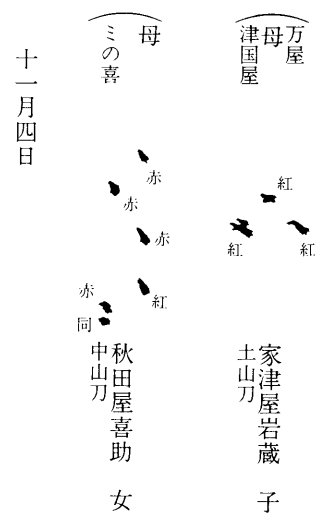 万屋
母
津国屋
紅
紅
紅
家津屋岩蔵　子
土山刀
母
ミの喜
赤
赤
赤
紅
赤
同
秋田屋喜助　女
中山刀
十一月四日